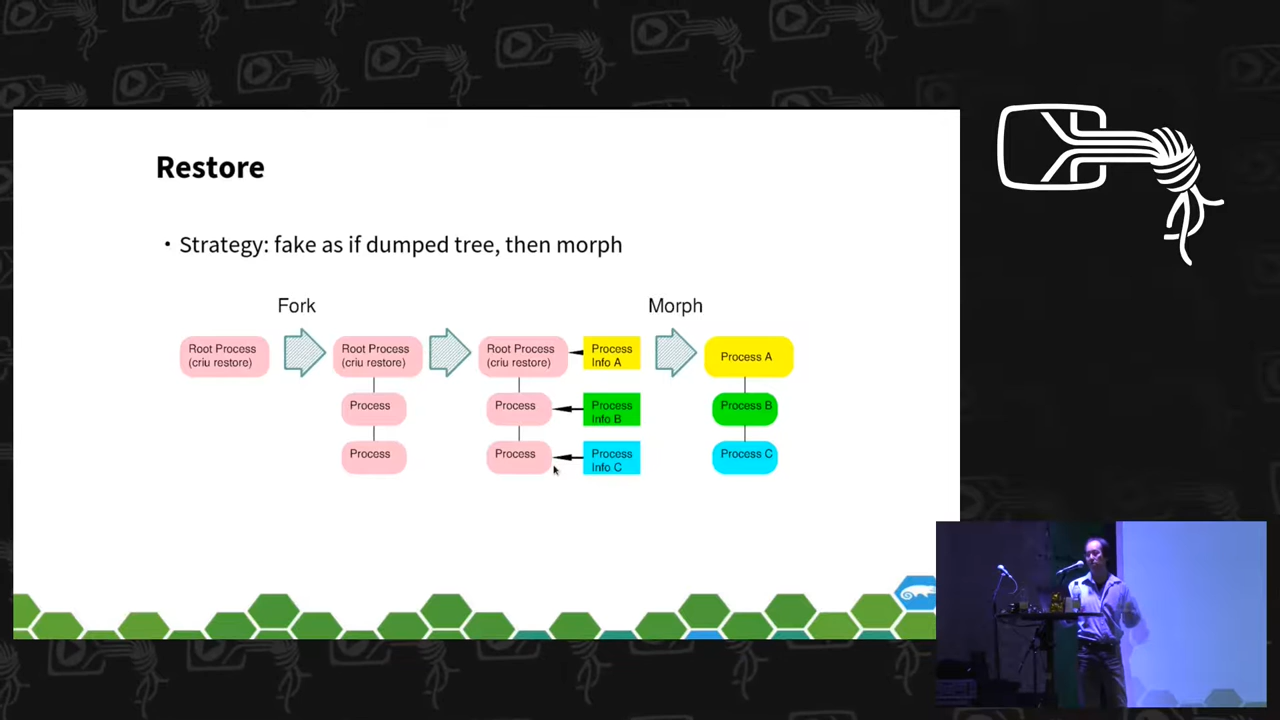 Restore
• Strategy: fake as if dumped tree, then morph
Fork
Morph
Root Process
(criu restore)
Root Process
(criu restore)
Root Process
(criu restore)
Process
Info A
Process A
Process
Process
Process
Info B
Process B
Process
Process
Process
Info C
Process C